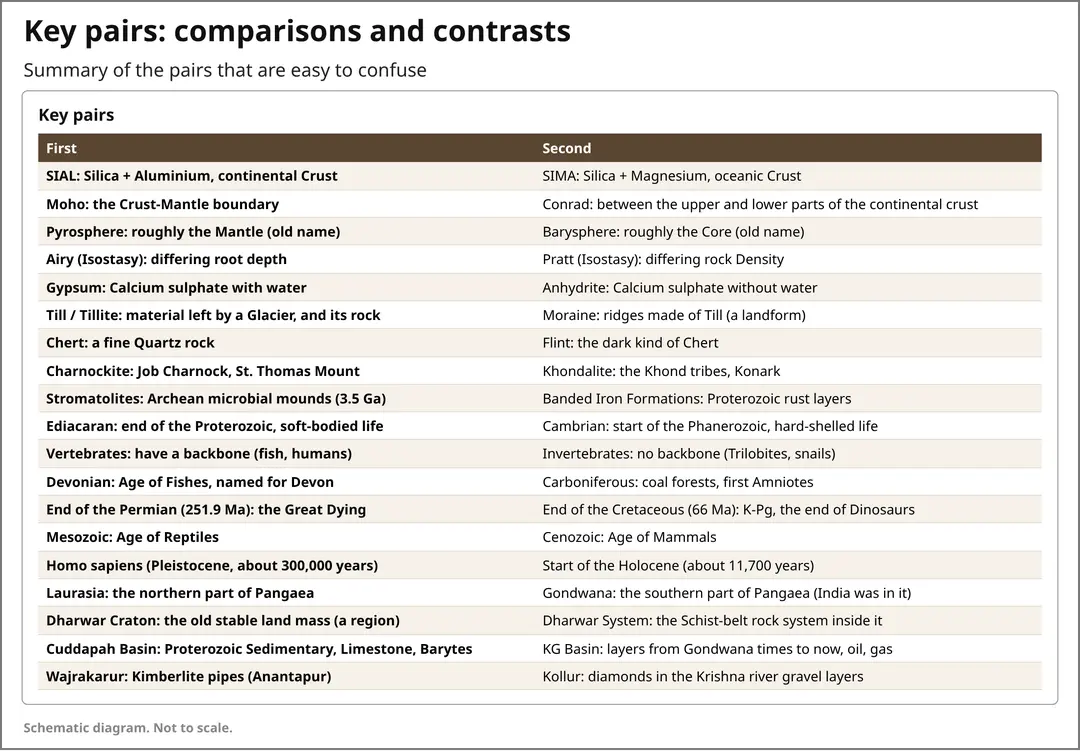 Key pairs: comparisons and contrasts
Summary of the pairs that are easy to confuse
Key pairs
First Second
SIAL: Silica + Aluminium, continental Crust SIMA: Silica + Magnesium, oceanic Crust
Moho: the Crust-Mantle boundary Conrad: between the upper and lower parts of the continental crust
Pyrosphere: roughly the Mantle (old name) Barysphere: roughly the Core (old name)
Airy (Isostasy): differing root depth Pratt (Isostasy): differing rock Density
Gypsum: Calcium sulphate with water Anhydrite: Calcium sulphate without water
Till / Tillite: material left by a Glacier, and its rock Moraine: ridges made of Till (a landform)
Chert: a fine Quartz rock Flint: the dark kind of Chert
Charnockite: Job Charnock, St. Thomas Mount Khondalite: the Khond tribes, Konark
Stromatolites: Archean microbial mounds (3.5 Ga) Banded Iron Formations: Proterozoic rust layers
Ediacaran: end of the Proterozoic, soft-bodied life Cambrian: start of the Phanerozoic, hard-shelled life
Vertebrates: have a backbone (fish, humans) Invertebrates: no backbone (Trilobites, snails)
Devonian: Age of Fishes, named for Devon Carboniferous: coal forests, first Amniotes
End of the Permian (251.9 Ma): the Great Dying End of the Cretaceous (66 Ma): K-Pg, the end of Dinosaurs
Mesozoic: Age of Reptiles Cenozoic: Age of Mammals
Homo sapiens (Pleistocene, about 300,000 years) Start of the Holocene (about 11,700 years)
Laurasia: the northern part of Pangaea Gondwana: the southern part of Pangaea (India was in it)
Dharwar Craton: the old stable land mass (a region) Dharwar System: the Schist-belt rock system inside it
Cuddapah Basin: Proterozoic Sedimentary, Limestone, Barytes KG Basin: layers from Gondwana times to now, oil, gas
Wajrakarur: Kimberlite pipes (Anantapur) Kollur: diamonds in the Krishna river gravel layers
Schematic diagram. Not to scale.